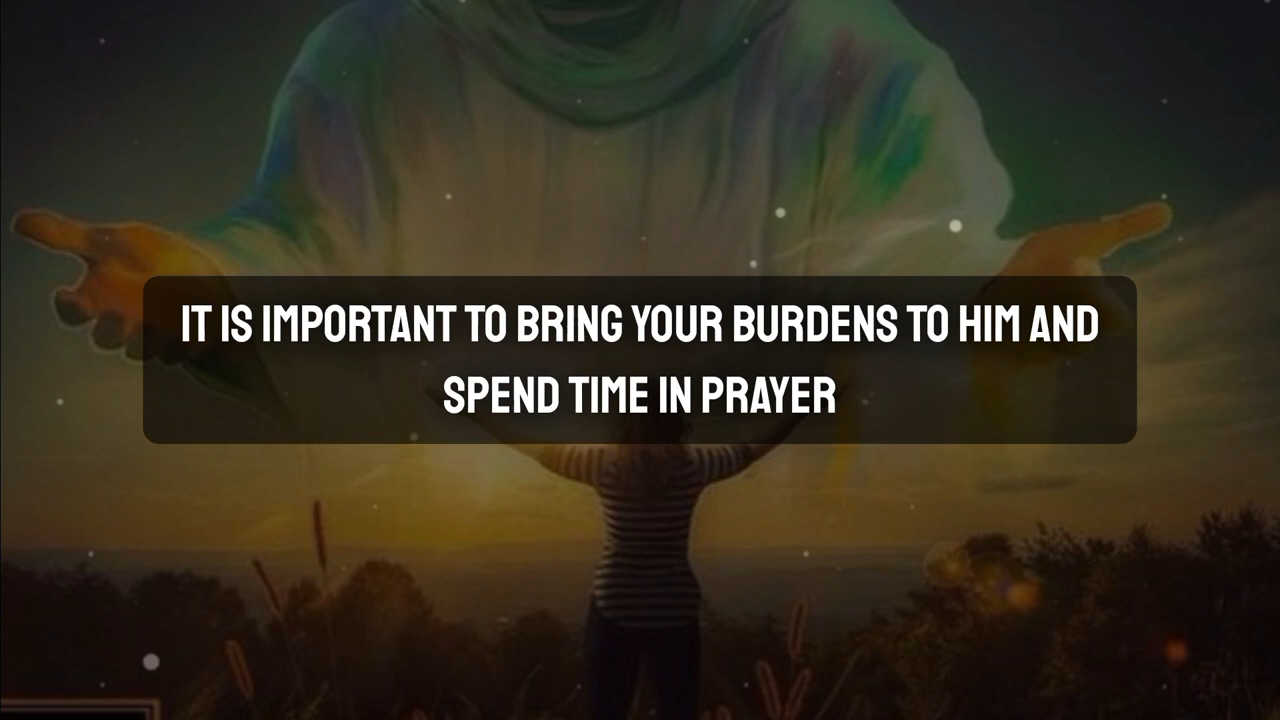 IT IS IMPORTANT TO BRING YOUR BURDENS TO HIM AND
SPEND TIME IN PRAYER